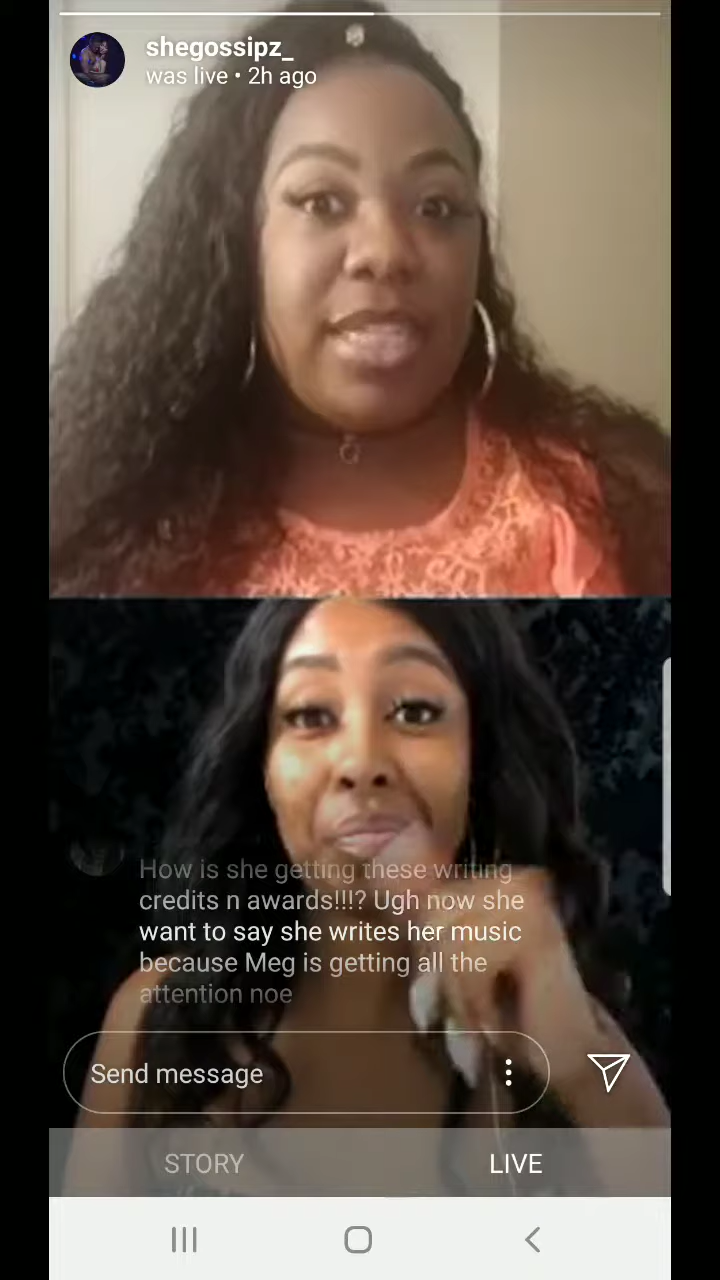 shegossipz_
was live • 2h ago
How is she getting these writing
credits n awards!!!? Ugh now she
want to say she writes her music
because Meg is getting all the
attention noe
Send message
STORY
LIVE